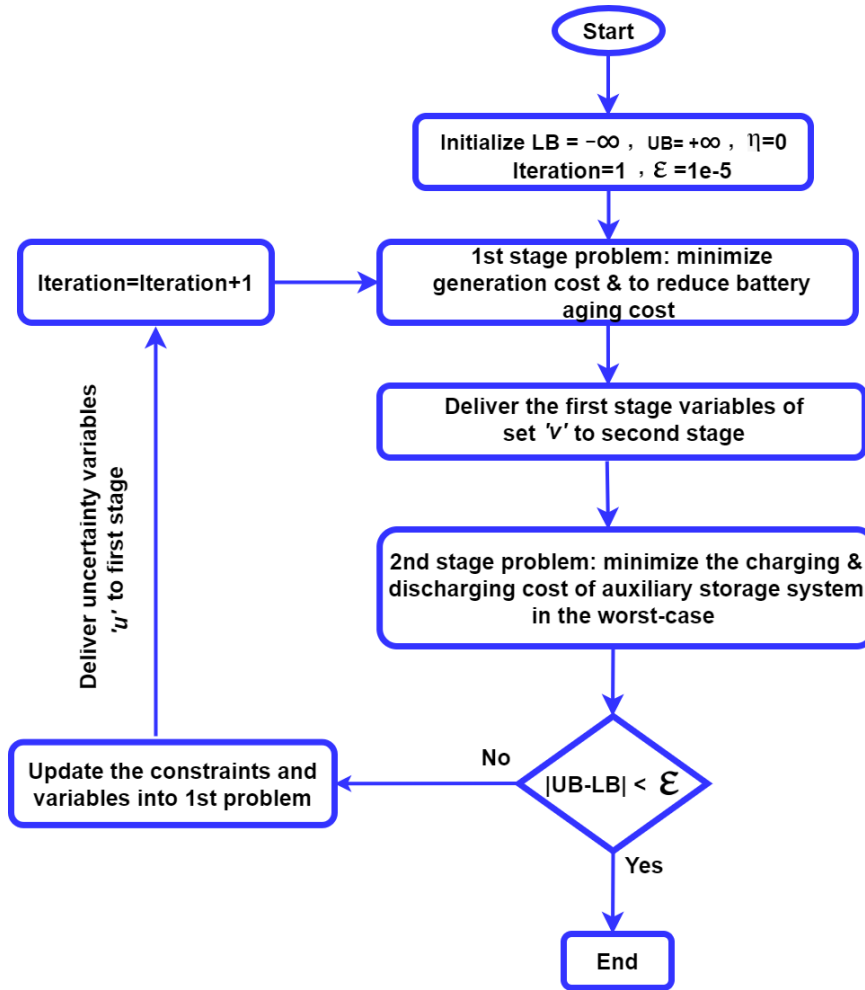 Start
Initialize LB = -∞ , UB= +∞ , η=0
Iteration=1 , ε =1e-5
1st stage problem: minimize
generation cost & to reduce battery
aging cost
Iteration=Iteration+1
Deliver the first stage variables of
set 'v' to second stage
Deliver uncertainty variables
'u' to first stage
2nd stage problem: minimize the charging &
discharging cost of auxiliary storage system
in the worst-case
|UB-LB| < ε
No
Update the constraints and
variables into 1st problem
Yes
End